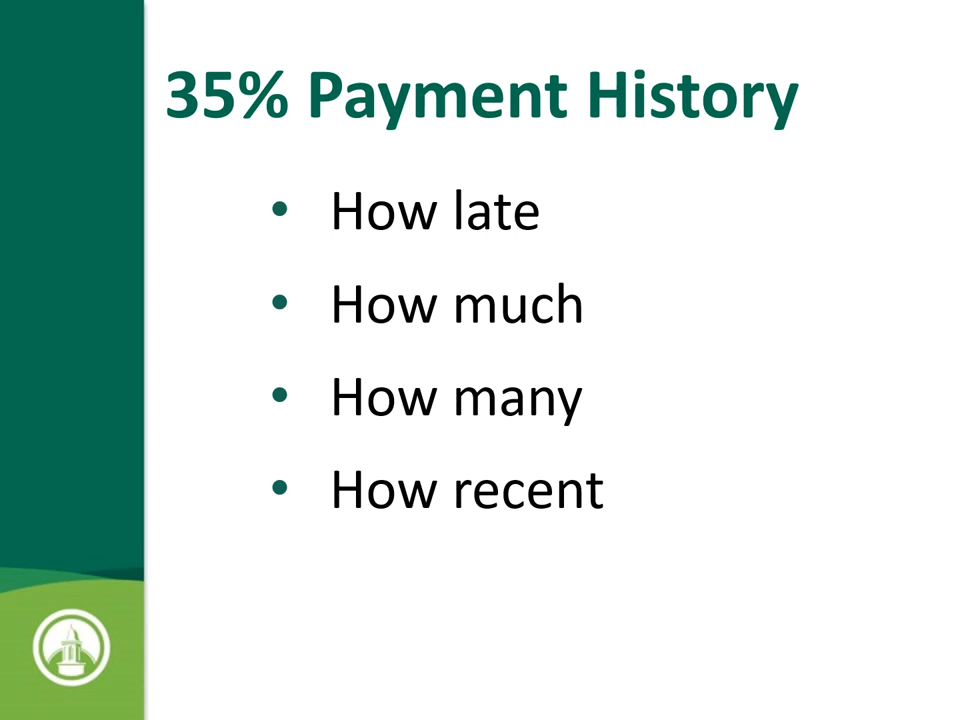 35% Payment History
• How late
• How much
• How many
• How recent